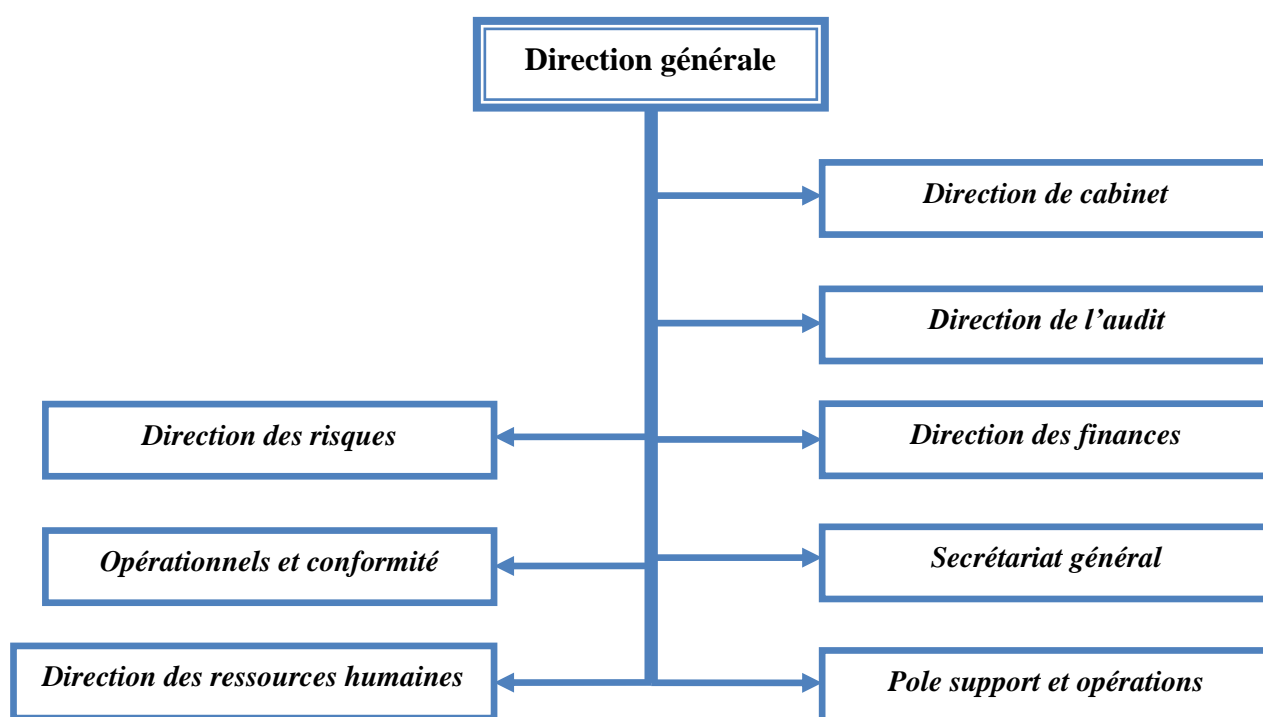 Direction générale
Direction de cabinet
Direction de l’audit
Direction des risques
Direction des finances
Opérationnels et conformité
Secrétariat général
Direction des ressources humaines
Pole support et opérations